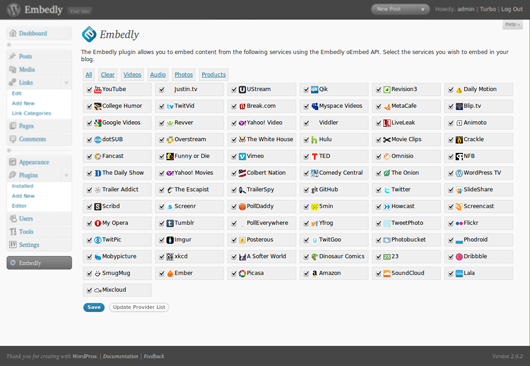 Embedly
Visit Site
New Post
Howdy, admin | Turbo | Log Out
Help
Dashboard
Posts
Media
Links
Edit
Add New
Link Categories
Pages
Comments
Appearance
Plugins
Installed
Add New
Editor
Users
Tools
Settings
Embedly
Embedly
The Embedly plugin allows you to embed content from the following services using the Embedly oEmbed API. Select the services you wish to embed in your
blog.
All Clear Videos Audio Photos Products
YouTube Justin.tv UStream Qik Revision3 Daily Motion
College Humor TwitVid Break.com Myspace Videos MetaCafe Blip.tv
Google Videos Revver Yahoo! Video Viddler LiveLeak Animoto
dotSUB Overstream The White House Hulu Movie Clips Crackle
Fancast Funny or Die Vimeo TED Omnisio NFB
The Daily Show Yahoo! Movies Colbert Nation Comedy Central The Onion WordPress TV
Trailer Addict The Escapist TrailerSpy GitHub Twitter SlideShare
Scribd Screenr PollDaddy 5min Howcast Screencast
My Opera Tumblr PollEverywhere Yfrog TweetPhoto Flickr
TwitPic Imgur Posterous TwitGoo Photobucket Phodroid
Mobypicture xkcd A Softer World Dinosaur Comics 23 Dribbble
SmugMug Ember Picasa Amazon SoundCloud Lala
Mixcloud
Save Update Provider List
Thank you for creating with WordPress | Documentation | Feedback
Version 2.9.2